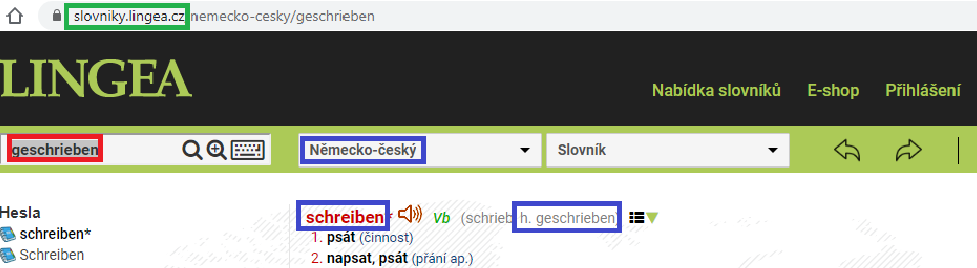 slovniky.lingea.cz/nemecko-cesky/geschrieben
LINGEA
Nabídka slovníků E-shop Přihlášení
geschrieben Německo-český Slovník
Hesla
schreiben*
Schreiben
schreiben* Vb (schrieb, h. geschrieben)
1. psát (činnost)
2. napsat, psát (přání ap.)